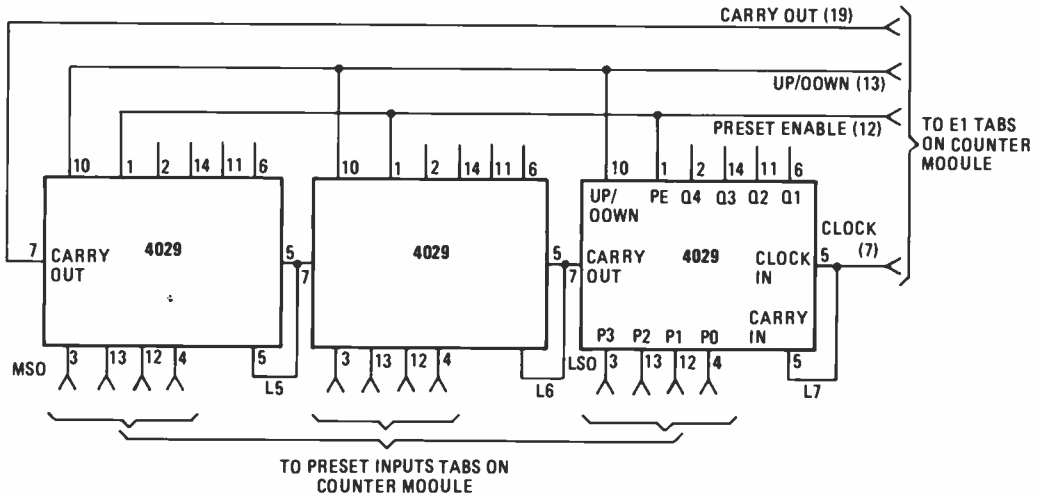 CARRY OUT (19)
UP/OOWN (13)
PRESET ENABLE (12)
TO E1 TABS
ON COUNTER
MOOULE
10 1 2 14 11 6
10 1 2 14 11 6
10 1 2 14 11 6
UP/
OOWN
PE Q4 Q3 Q2 Q1
7 CARRY
OUT
4029
5
7
4029
5
7
CARRY
OUT
4029
CLOCK
IN
5
CLOCK
(7)
CARRY
IN
P3 P2 P1 P0
MSO
3 13 12 4 5
L5
3 13 12 4
L6
LSO
3 13 12 4 5
L7
TO PRESET INPUTS TABS ON
COUNTER MOOULE